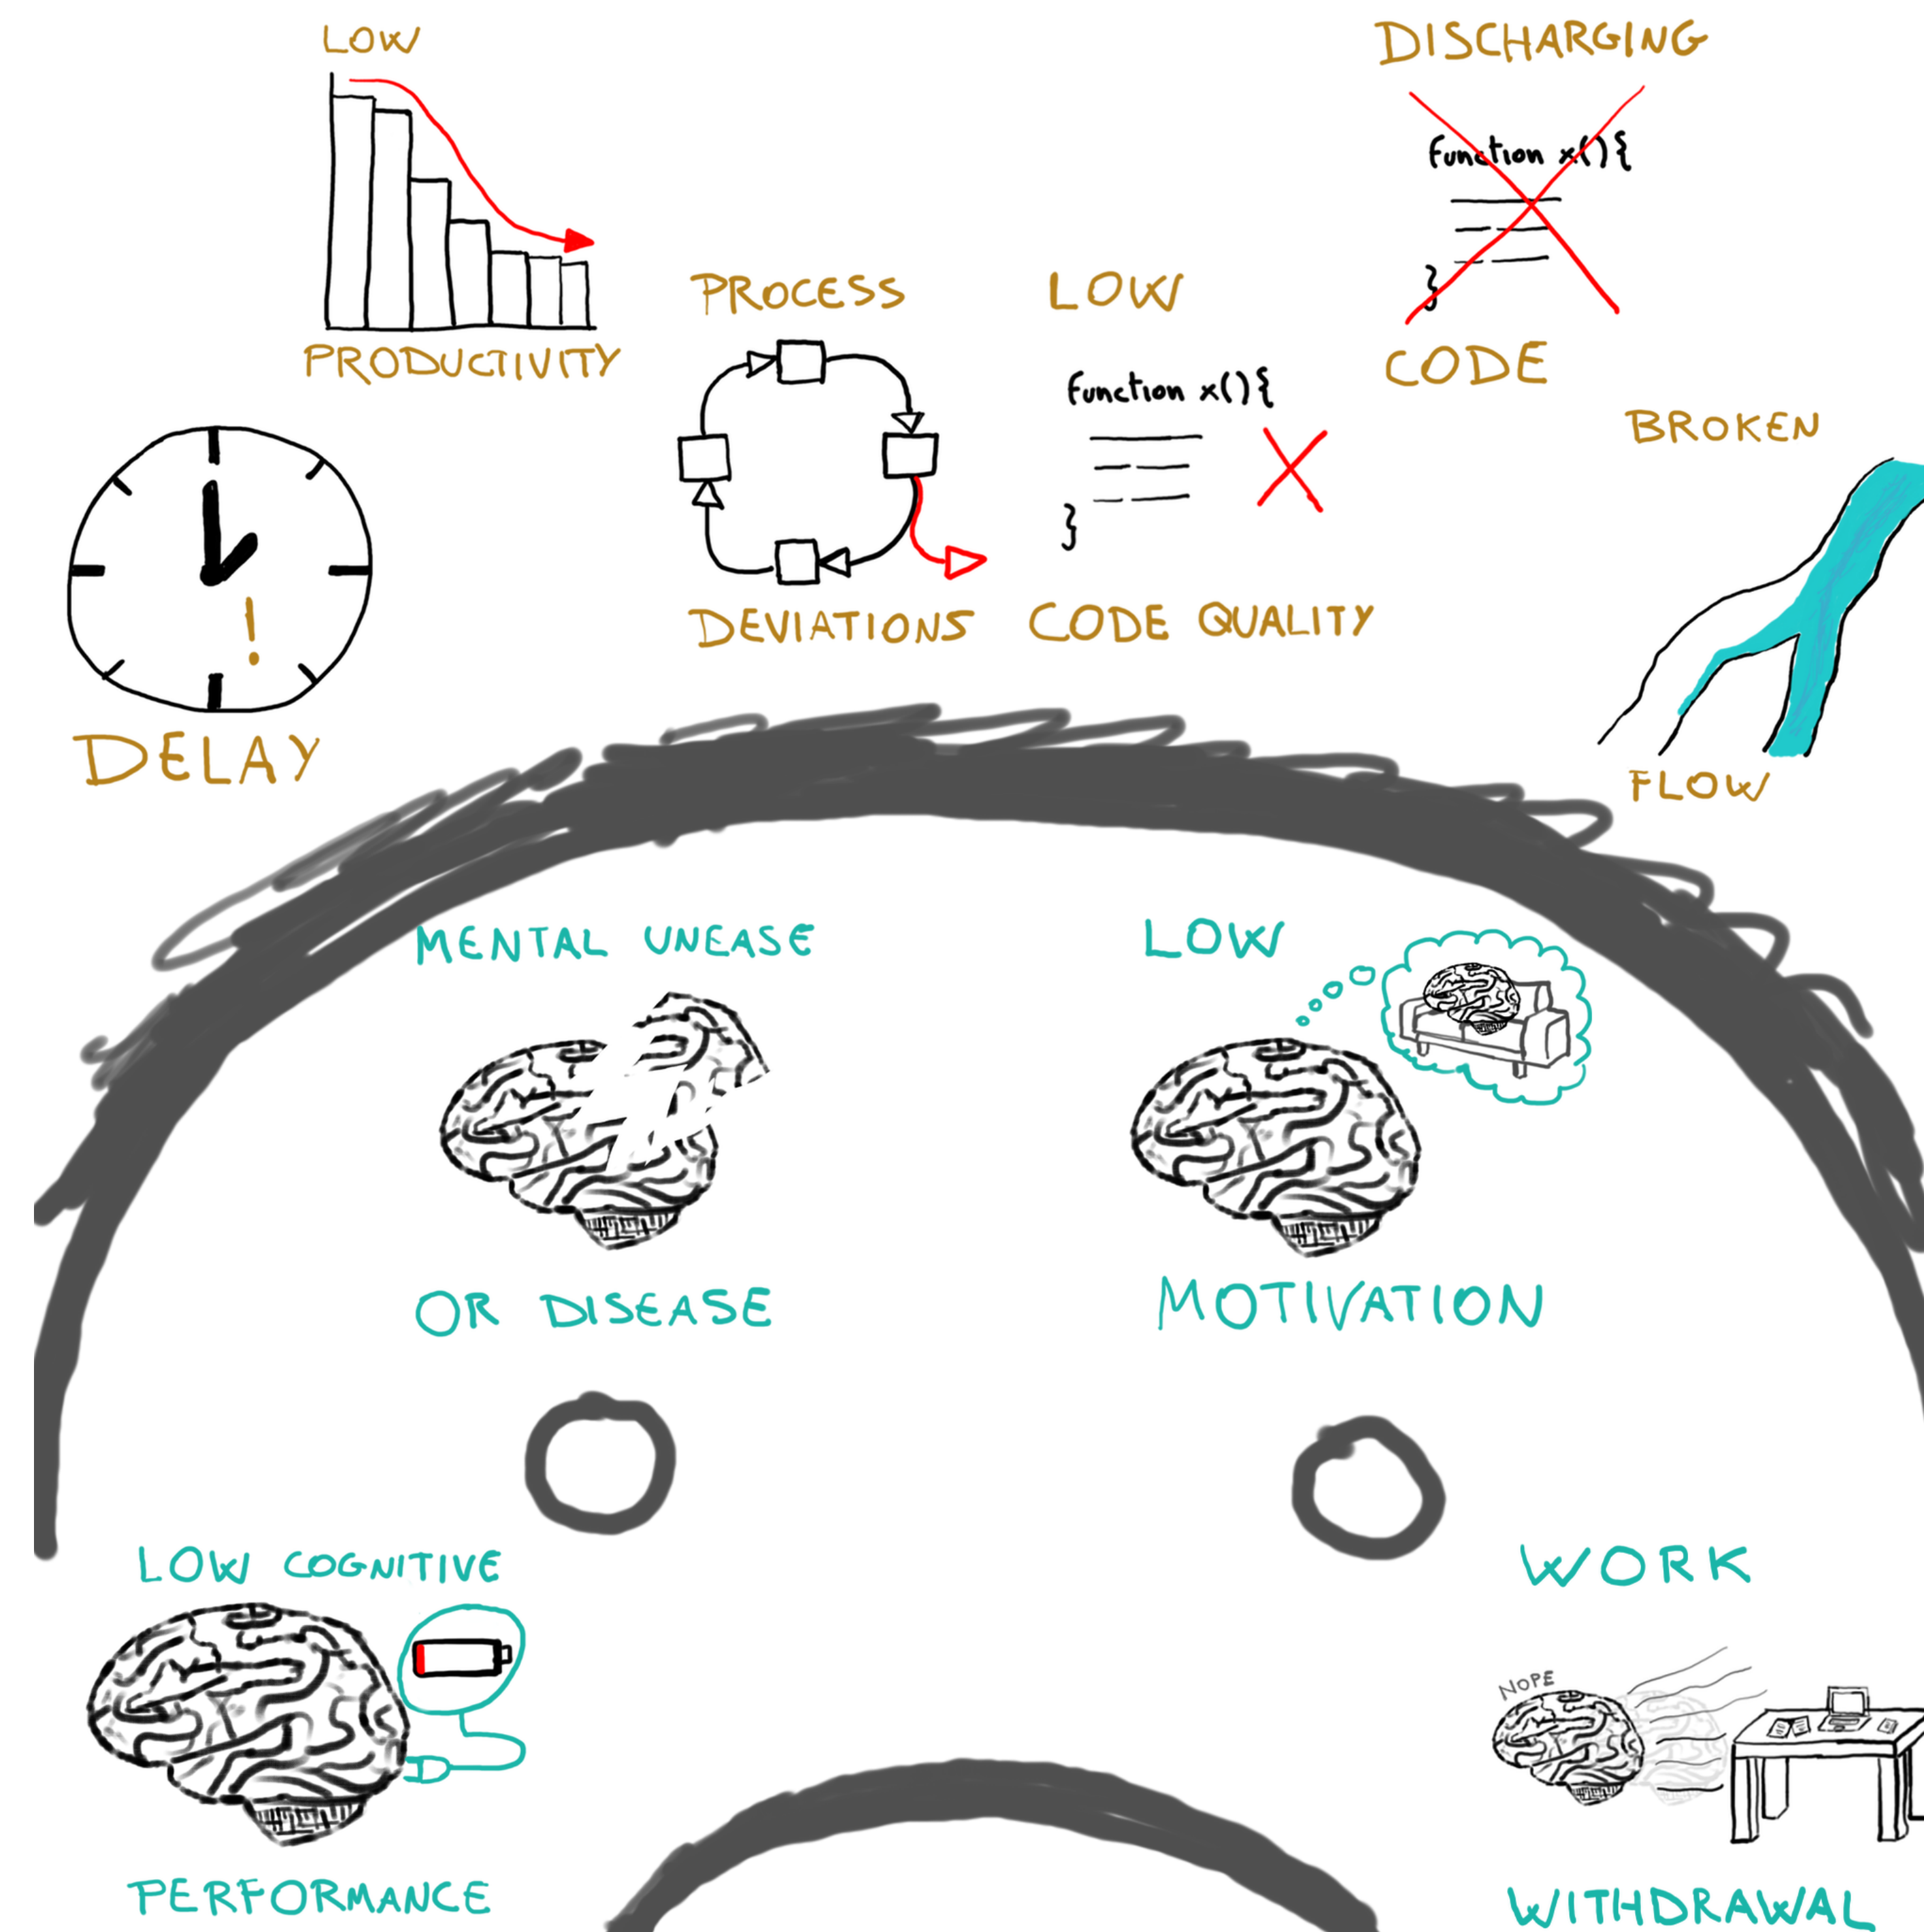 LOW
PRODUCTIVITY
DISCHARGING
function x(){
}
CODE
PROCESS
DEVIATIONS
LOW
function x(){
}
CODE QUALITY
BROKEN
FLOW
!
DELAY
MENTAL UNEASE
OR DISEASE
LOW
MOTIVATION
LOW COGNITIVE
PERFORMANCE
WORK
NOPE
WITHDRAWAL